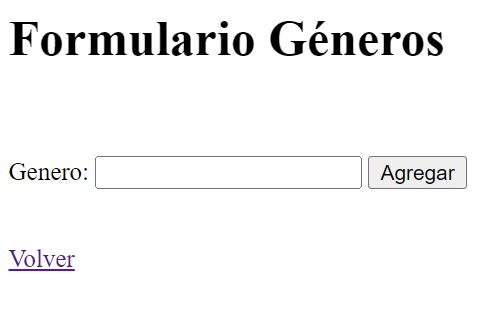 Formulario Géneros
Genero: Agregar
Volver